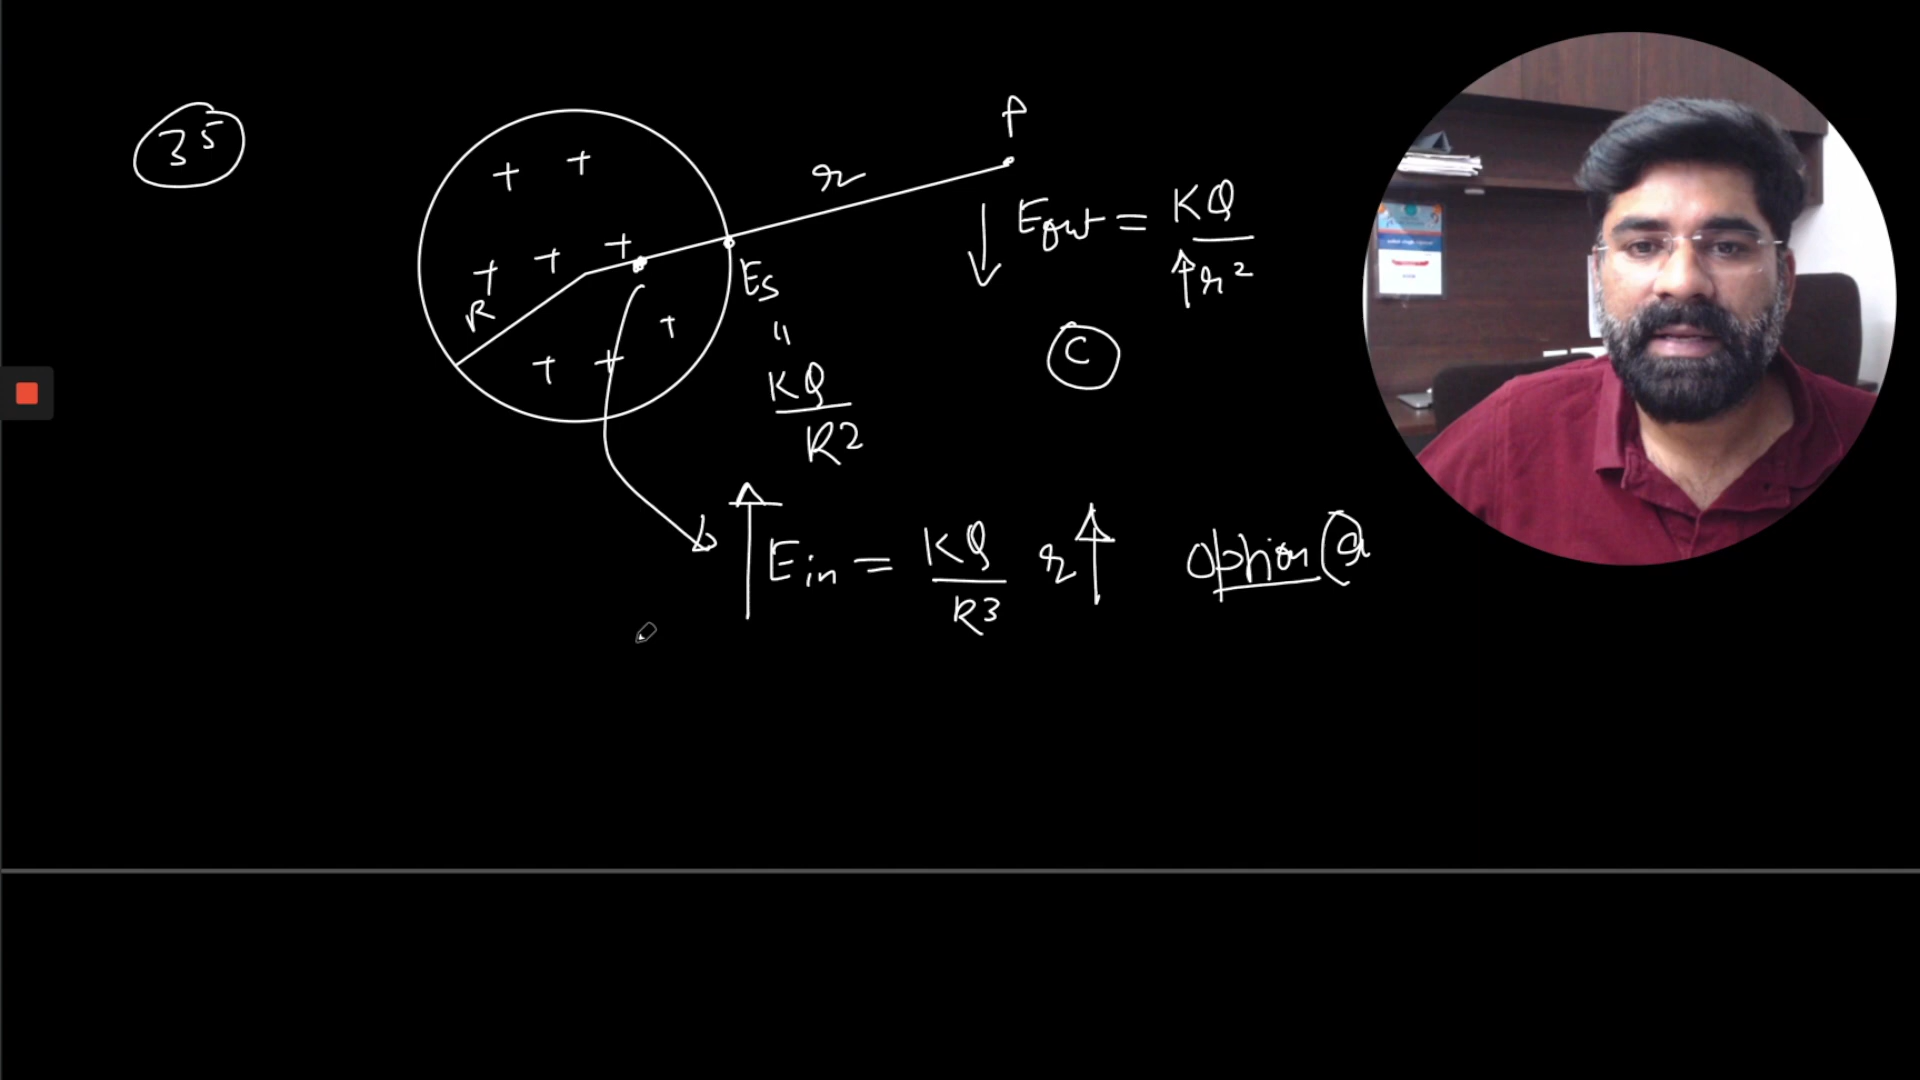 35
+ +
+ + +
+ + +
R
r
P
Es
=
KQ
R2
Eout = KQ
r2
C
Ein = KQ r
R3
option (a